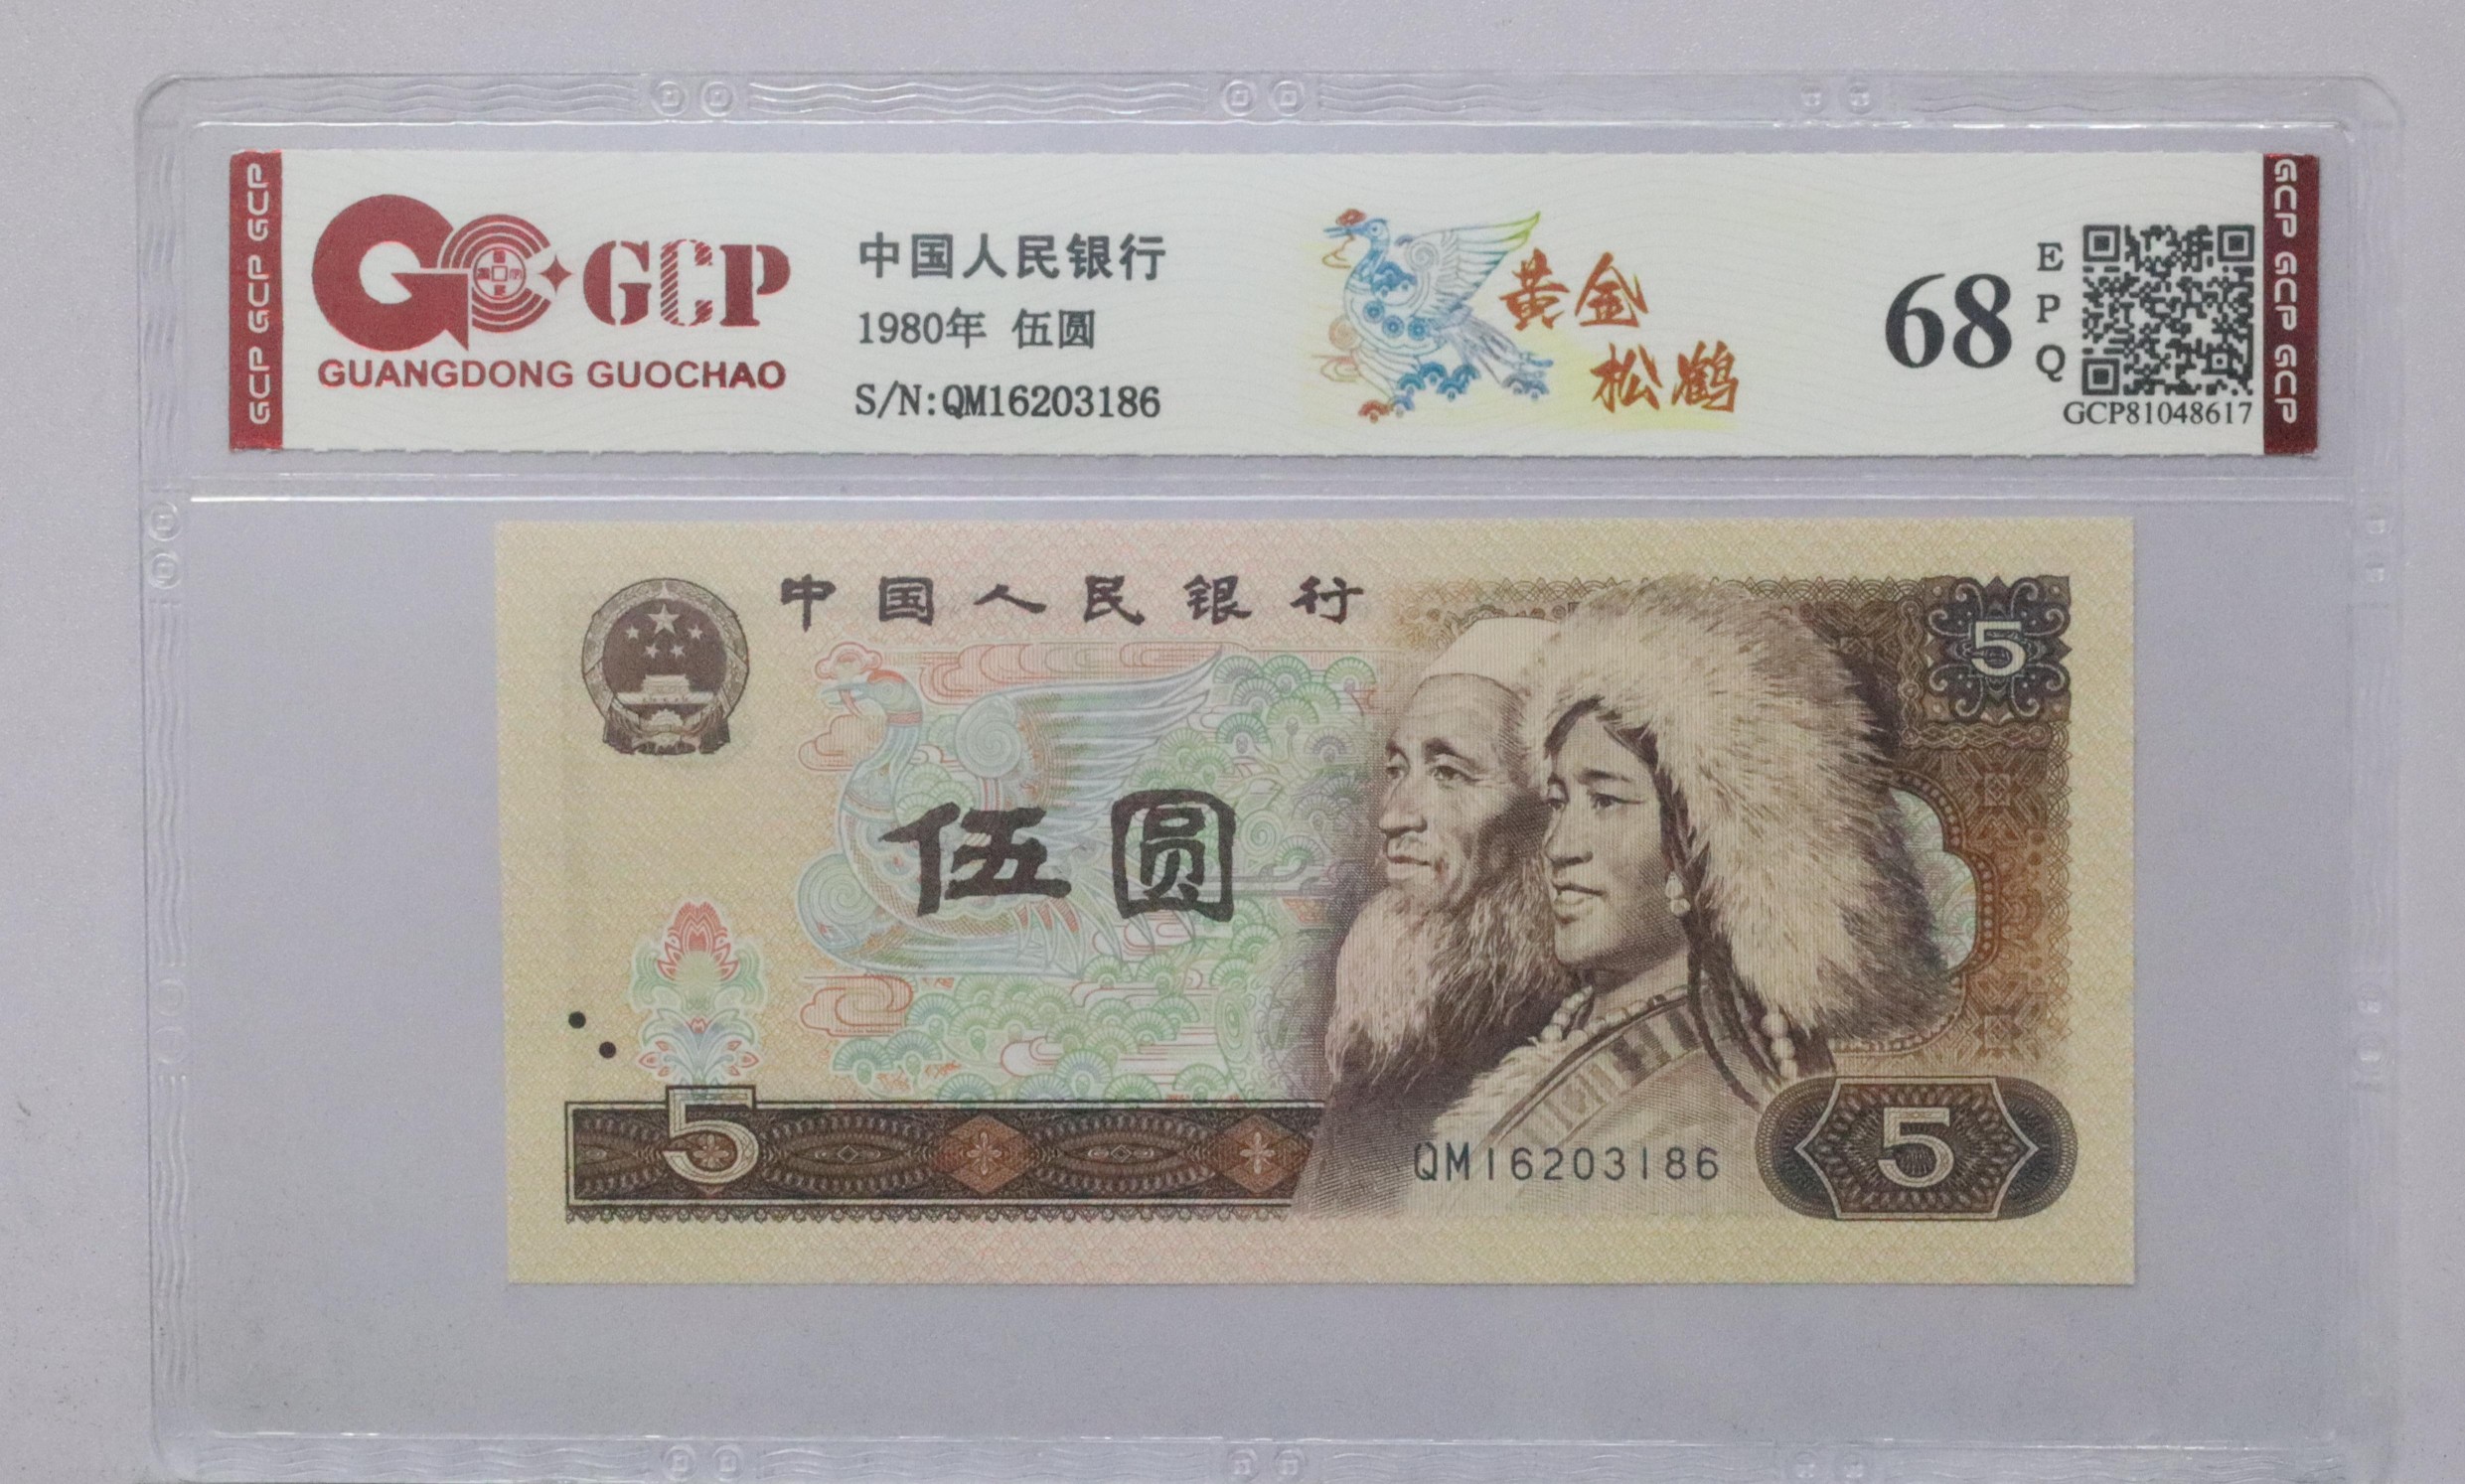 GCP GCP GCP
GCP
GUANGDONG GUOCHAO
中国人民银行
1980年 伍圆
S/N:QM16203186
黄金
松鹤
68
E
P
Q
GCP81048617
GCP GCP GCP
中国人民银行
5
伍圆
5
QM16203186
5